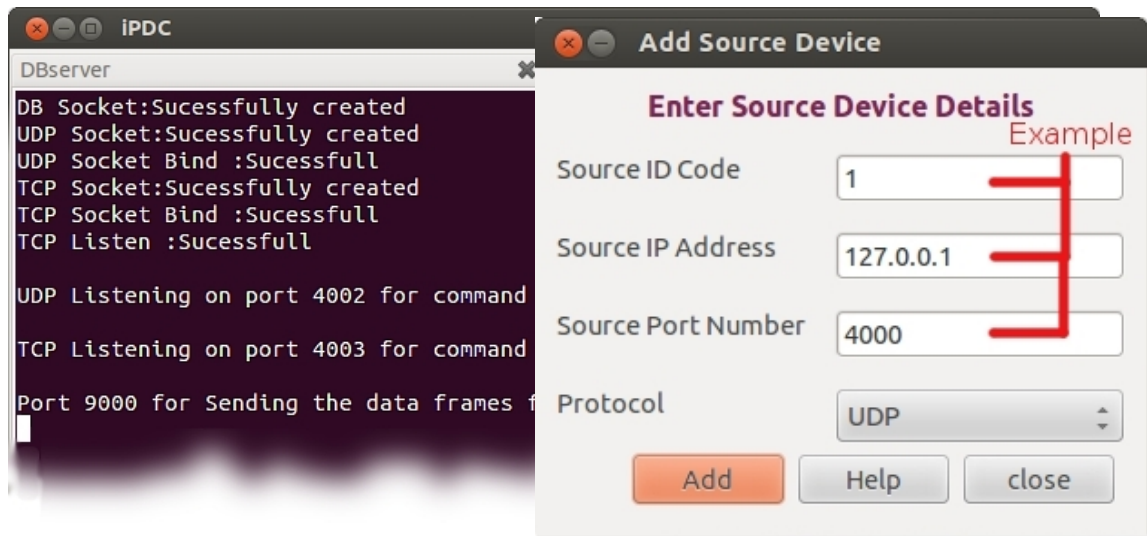 iPDC
DBserver
DB Socket:Sucessfully created
UDP Socket:Sucessfully created
UDP Socket Bind :Sucessfull
TCP Socket:Sucessfully created
TCP Socket Bind :Sucessfull
TCP Listen :Sucessfull
UDP Listening on port 4002 for command
TCP Listening on port 4003 for command
Port 9000 for Sending the data frames
Add Source Device
Enter Source Device Details
Example
Source ID Code
1
Source IP Address
127.0.0.1
Source Port Number
4000
Protocol
UDP
Add
Help
close